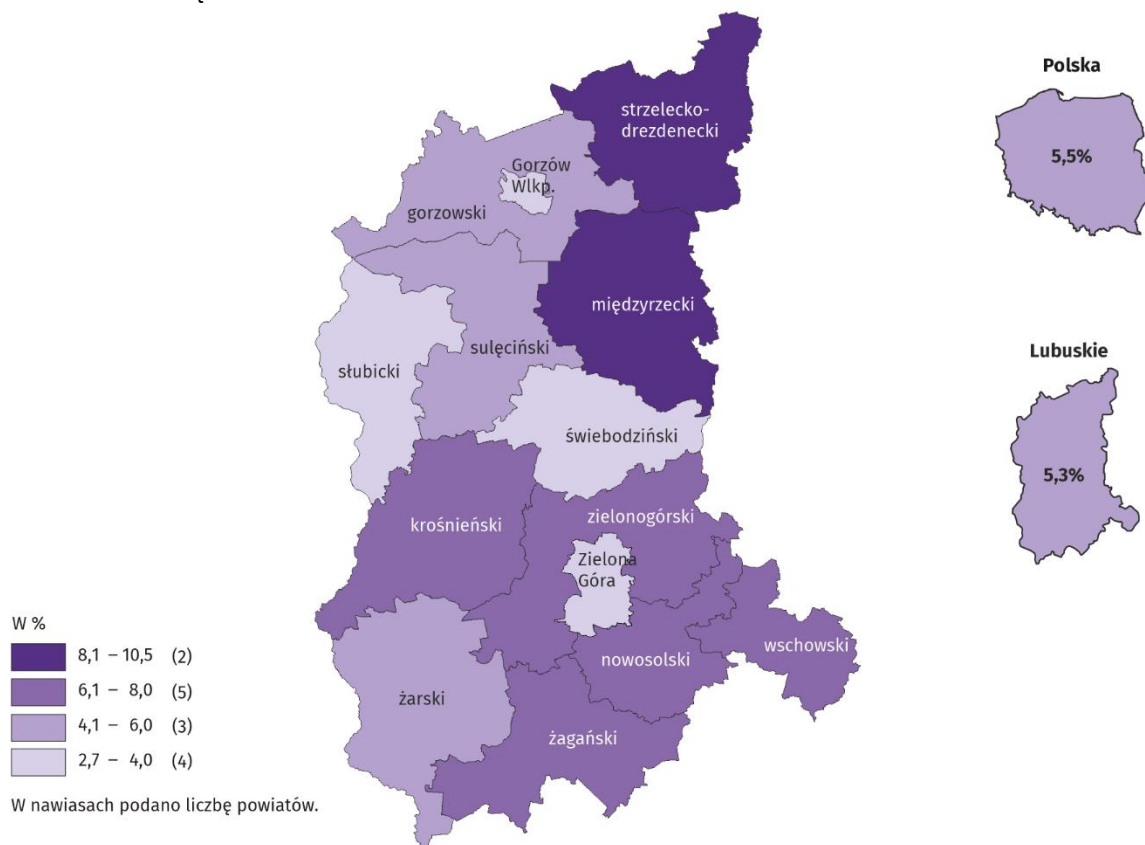 Polska
5,5%
strzelecko-
drezdenecki
Gorzów
Wlkp.
gorzowski
międzyrzecki
sulęciński
słubicki
Lubuskie
5,3%
świebodziński
krośnieński
zielonogórski
Zielona
Góra
wschowski
nowosolski
żarski
żagański
W %
8,1 – 10,5 (2)
6,1 – 8,0 (5)
4,1 – 6,0 (3)
2,7 – 4,0 (4)
W nawiasach podano liczbę powiatów.